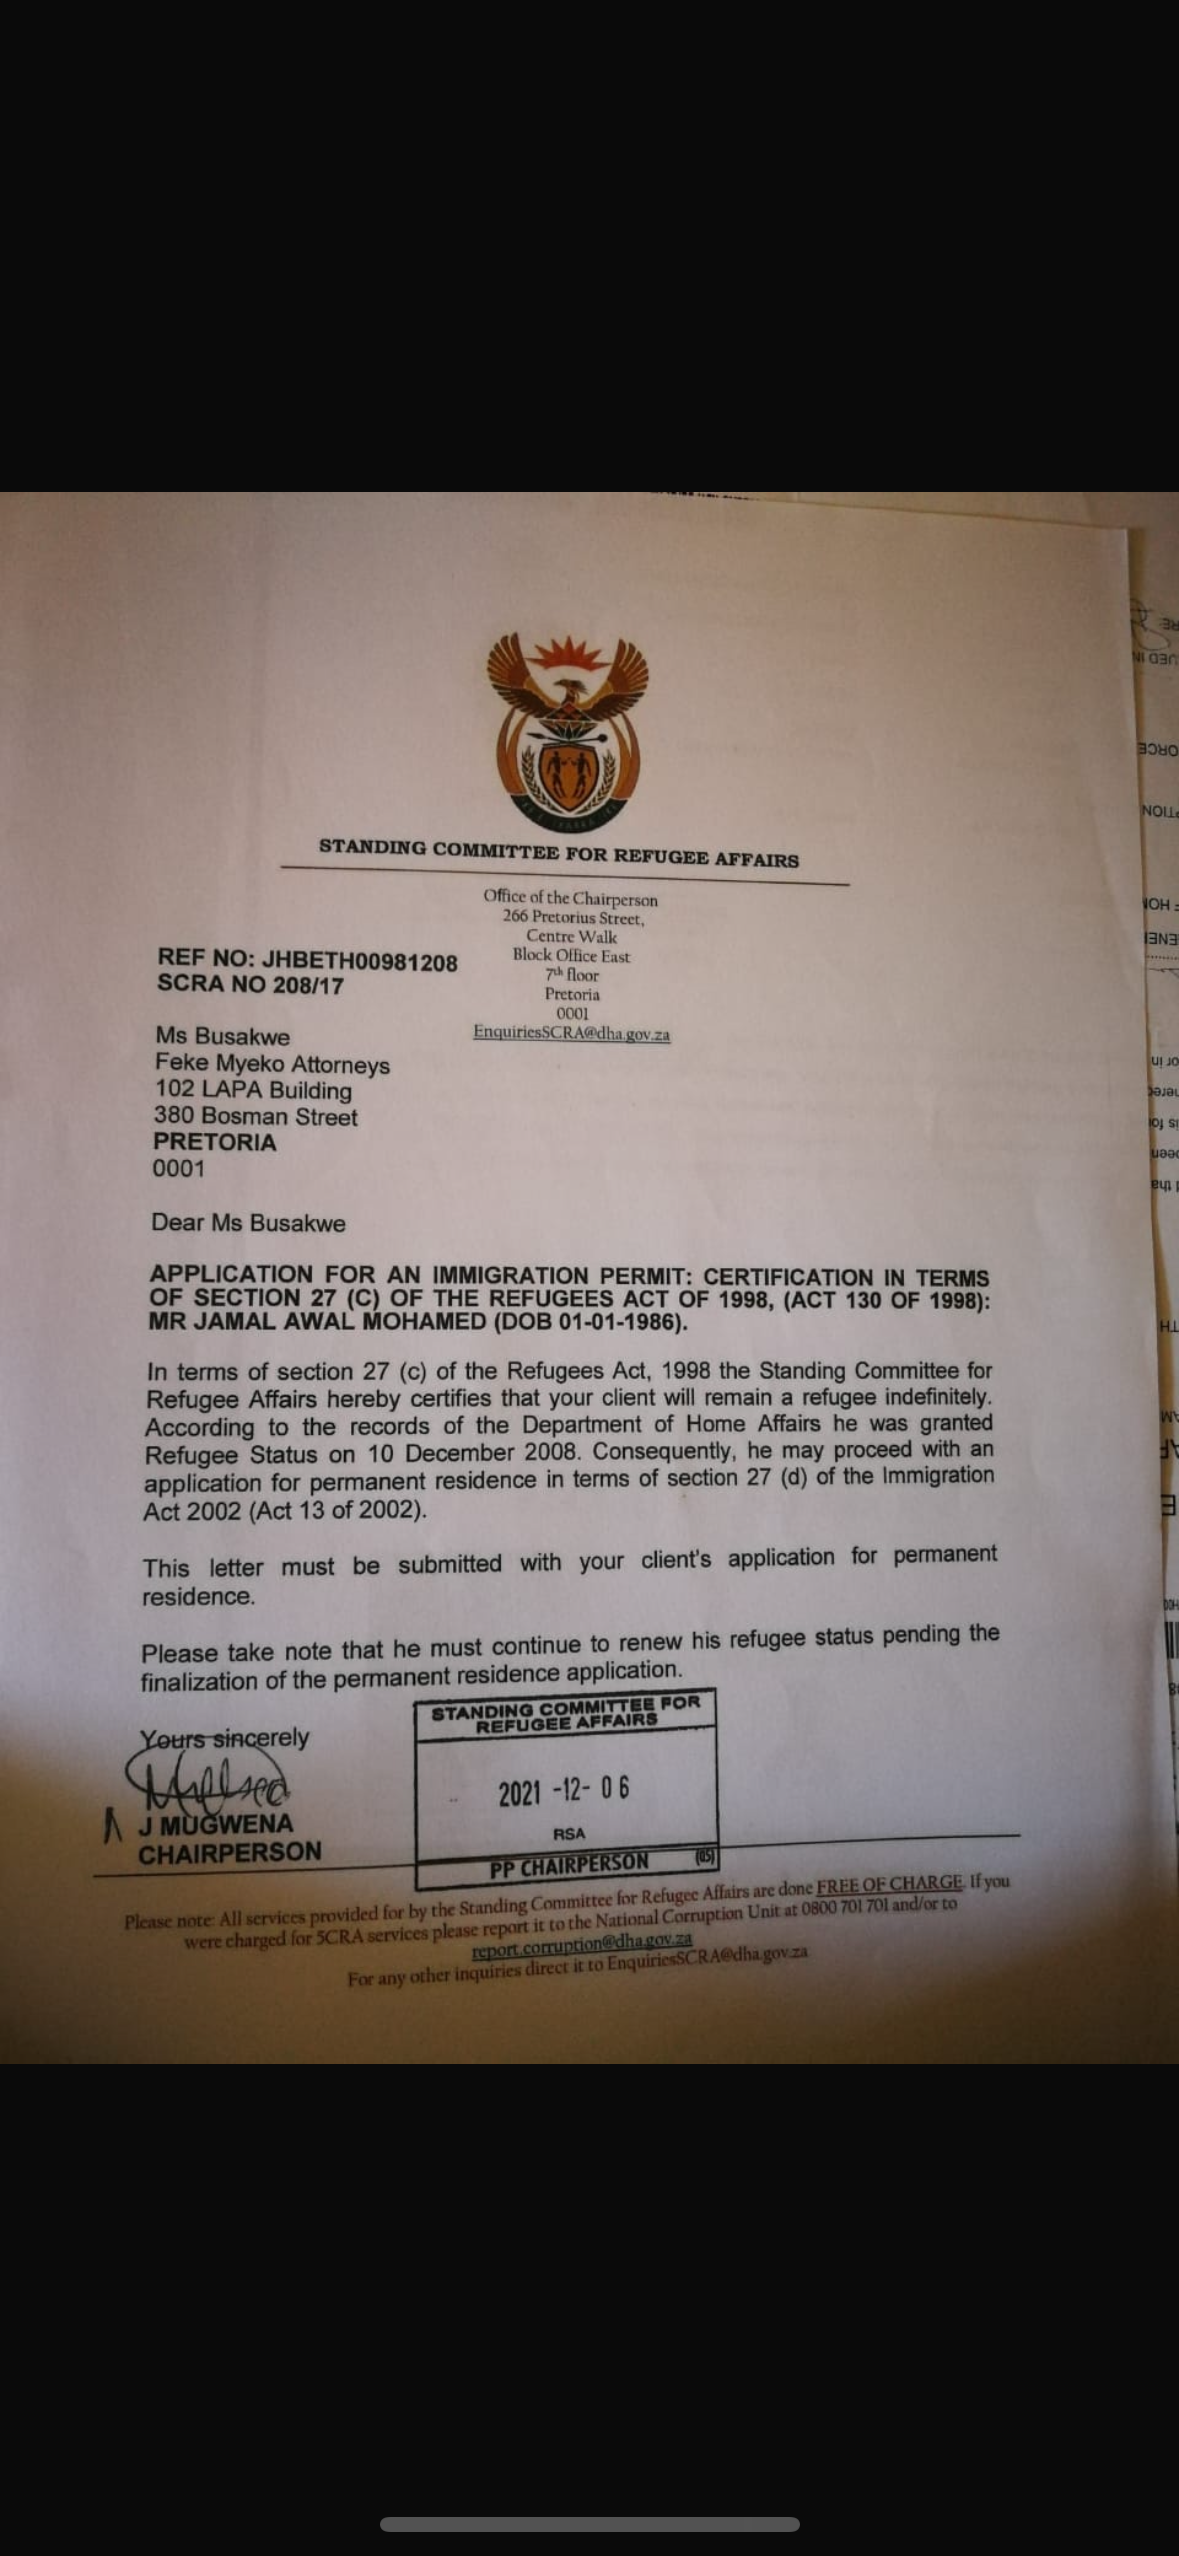 STANDING COMMITTEE FOR REFUGEE AFFAIRS
Office of the Chairperson
266 Pretorius Street,
Centre Walk
Block Office East
7th floor
Pretoria
0001
EnquiriesSCRA@dha.gov.za
REF NO: JHBETH00981208
SCRA NO 208/17
Ms Busakwe
Feke Myeko Attorneys
102 LAPA Building
380 Bosman Street
PRETORIA
0001
Dear Ms Busakwe
APPLICATION FOR AN IMMIGRATION PERMIT: CERTIFICATION IN TERMS
OF SECTION 27 (C) OF THE REFUGEES ACT OF 1998, (ACT 130 OF 1998):
MR JAMAL AWAL MOHAMED (DOB 01-01-1986).
In terms of section 27 (c) of the Refugees Act, 1998 the Standing Committee for
Refugee Affairs hereby certifies that your client will remain a refugee indefinitely.
According to the records of the Department of Home Affairs he was granted
Refugee Status on 10 December 2008. Consequently, he may proceed with an
application for permanent residence in terms of section 27 (d) of the Immigration
Act 2002 (Act 13 of 2002).
This letter must be submitted with your client's application for permanent
residence.
Please take note that he must continue to renew his refugee status pending the
finalization of the permanent residence application.
Yours sincerely
J MUGWENA
CHAIRPERSON
STANDING COMMITTEE FOR
REFUGEE AFFAIRS
2021 -12- 06
RSA
PP CHAIRPERSON (05)
Please note: All services provided for by the Standing Committee for Refugee Affairs are done FREE OF CHARGE. If you
were charged for SCRA services please report it to the National Corruption Unit at 0800 701 701 and/or to
report.corruption@dha.gov.za
For any other inquiries direct it to EnquiriesSCRA@dha.gov.za